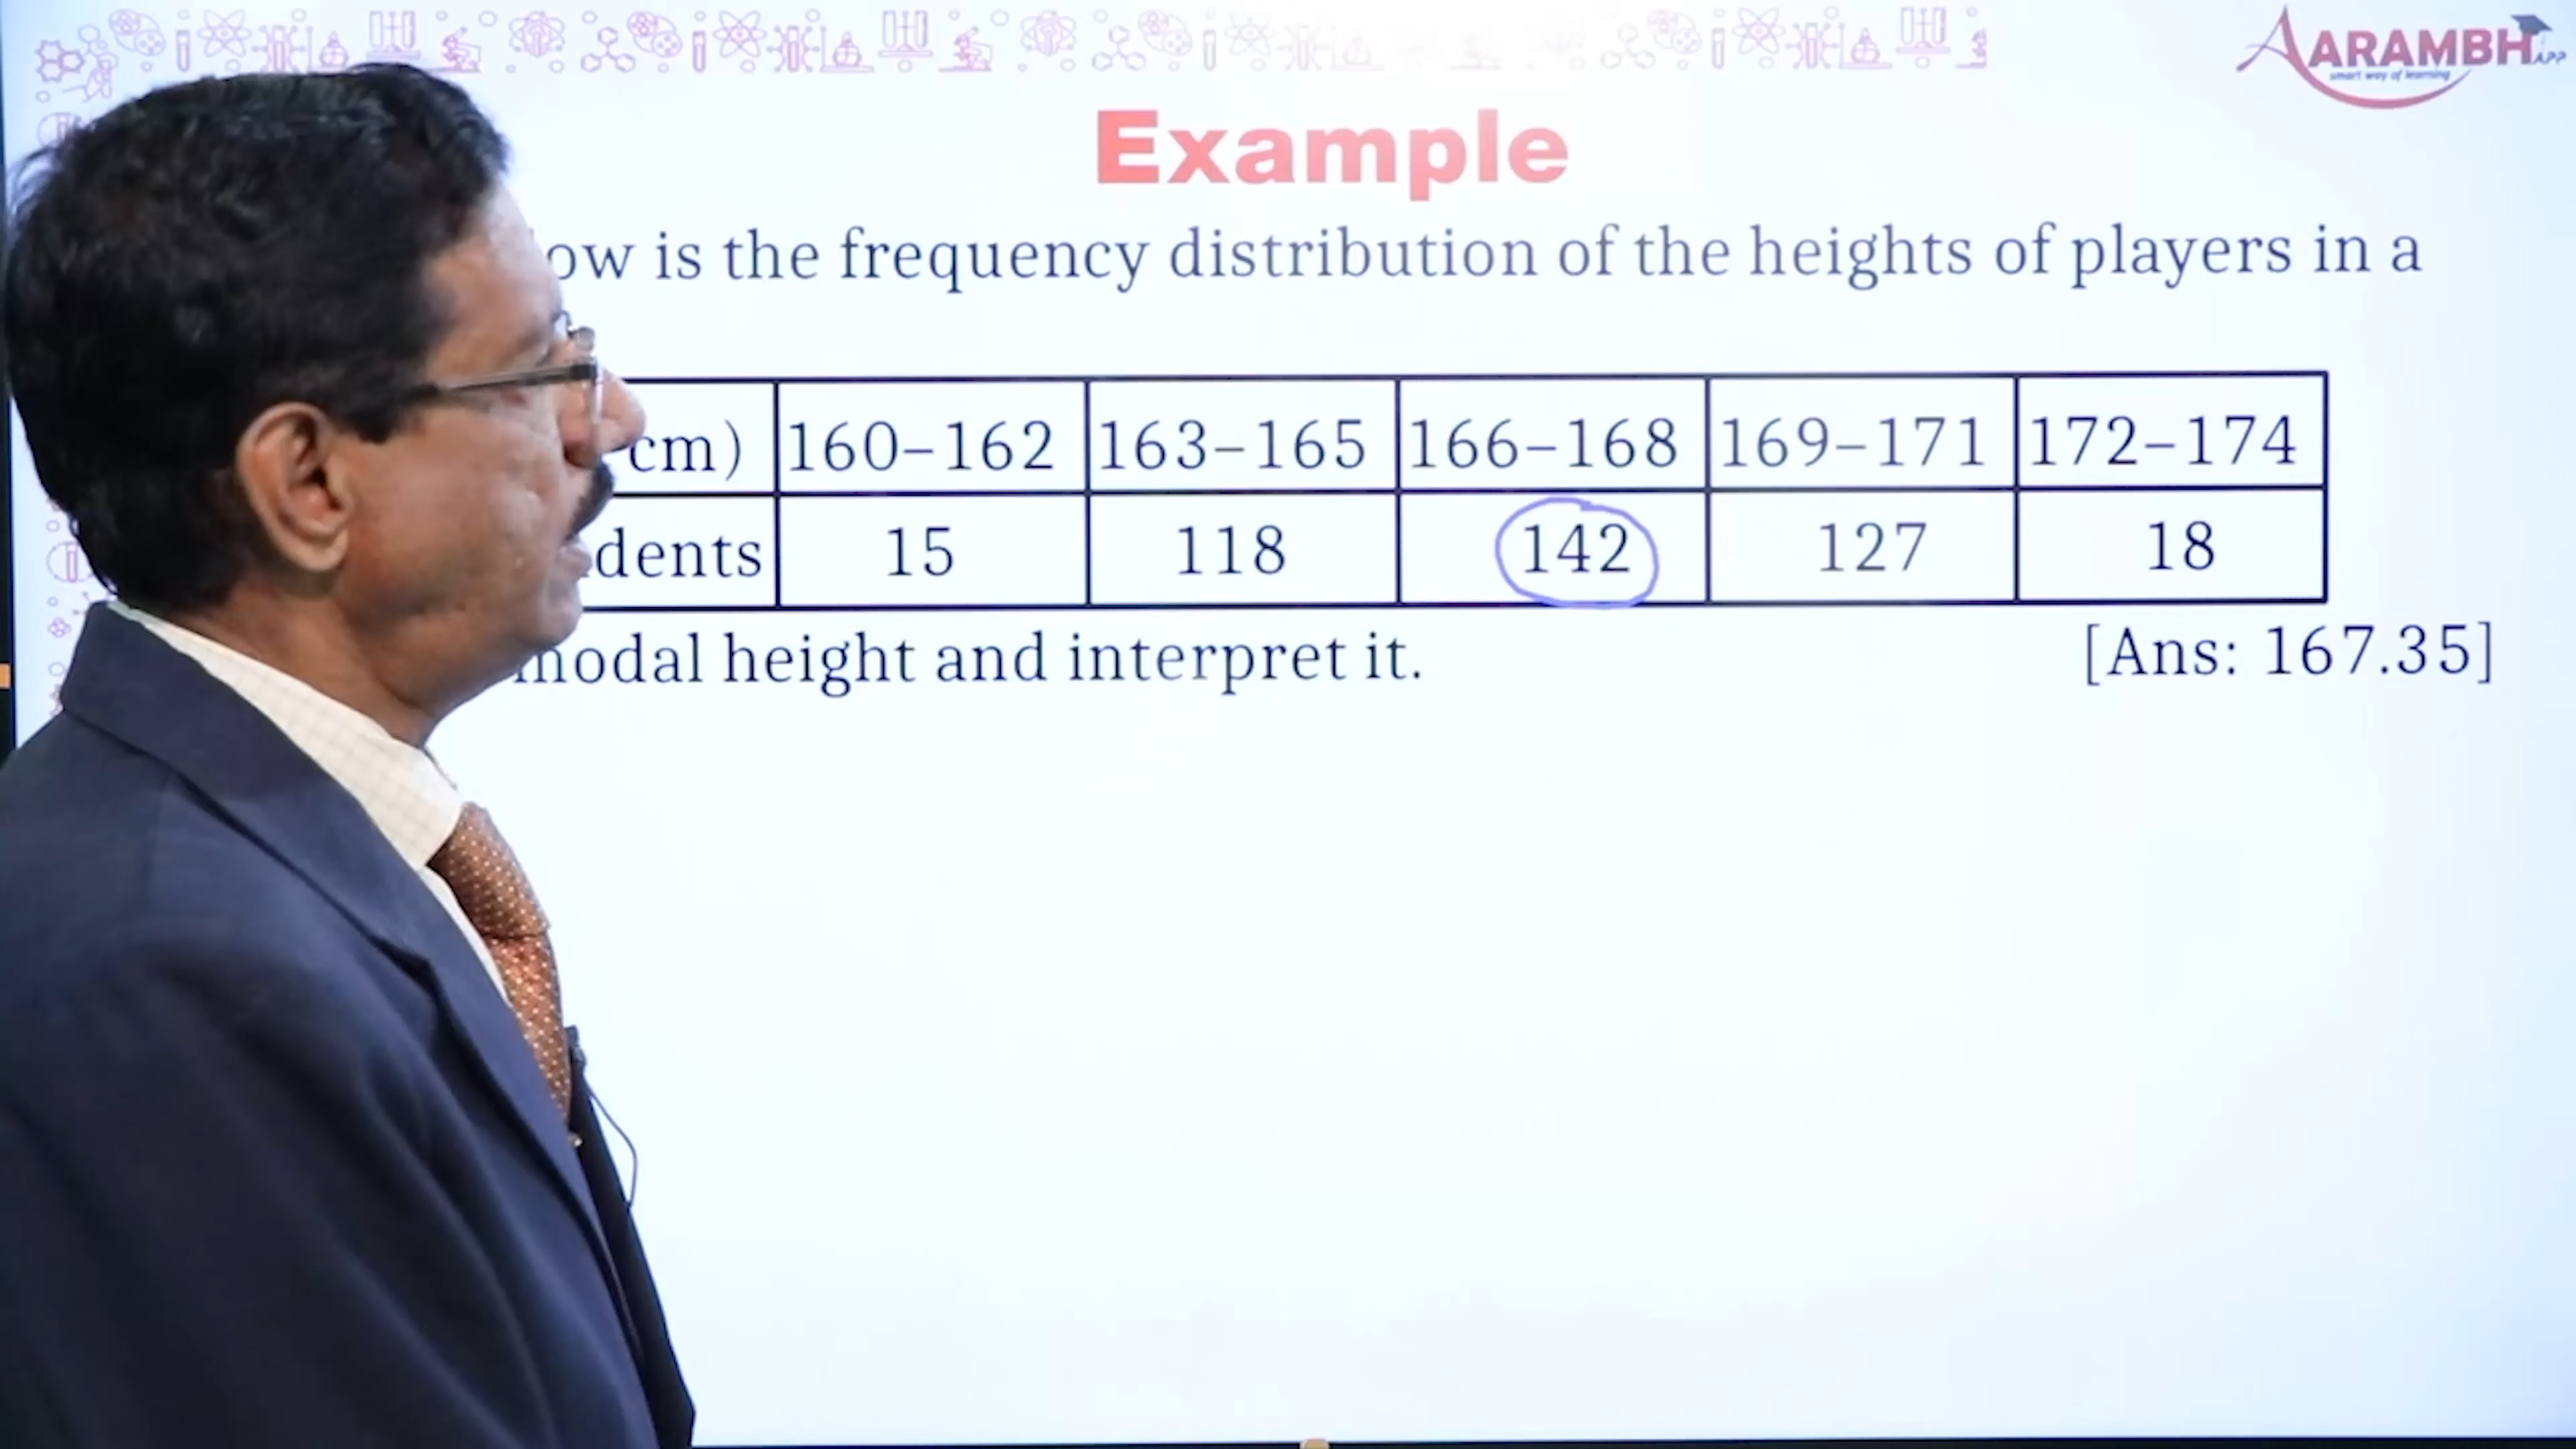 AARAMBH APP
smart way of learning
Example
is the frequency distribution of the heights of players in a
cm) 160–162 163–165 166–168 169–171 172–174
15 118 142 127 18
modal height and interpret it. [Ans: 167.35]